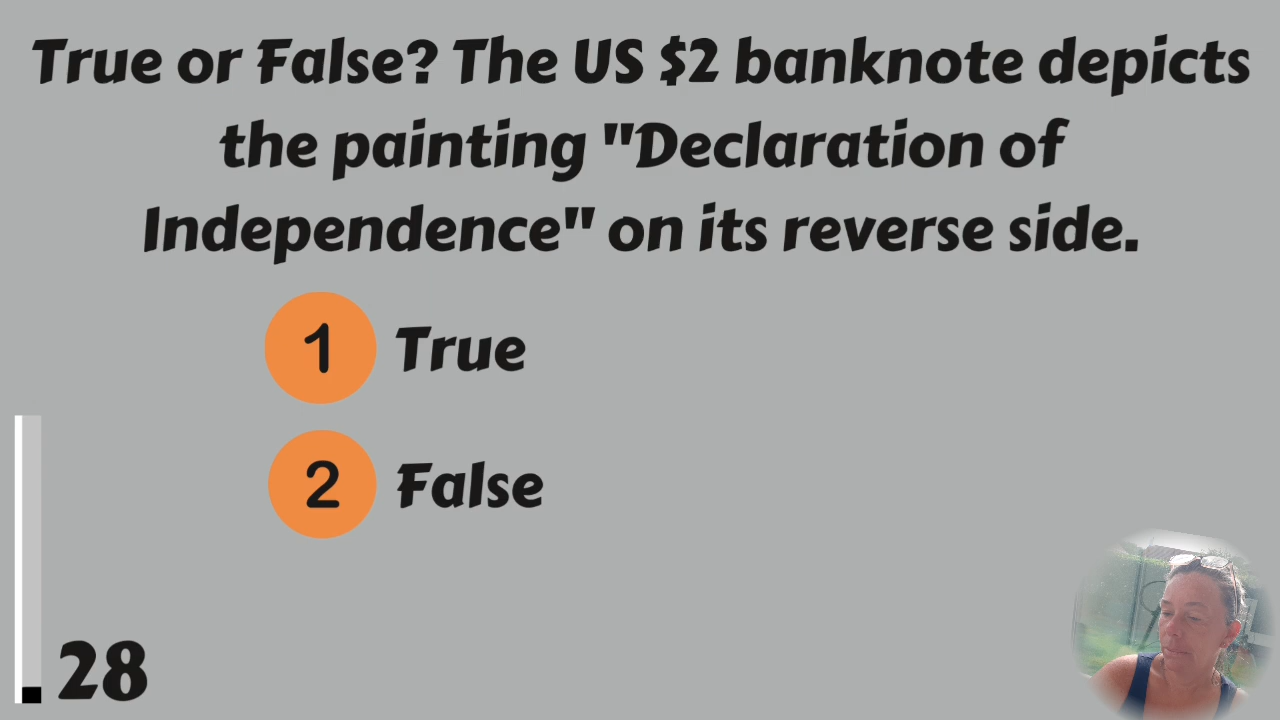 True or False? The US $2 banknote depicts
the painting "Declaration of
Independence" on its reverse side.
1 True
2 False
28